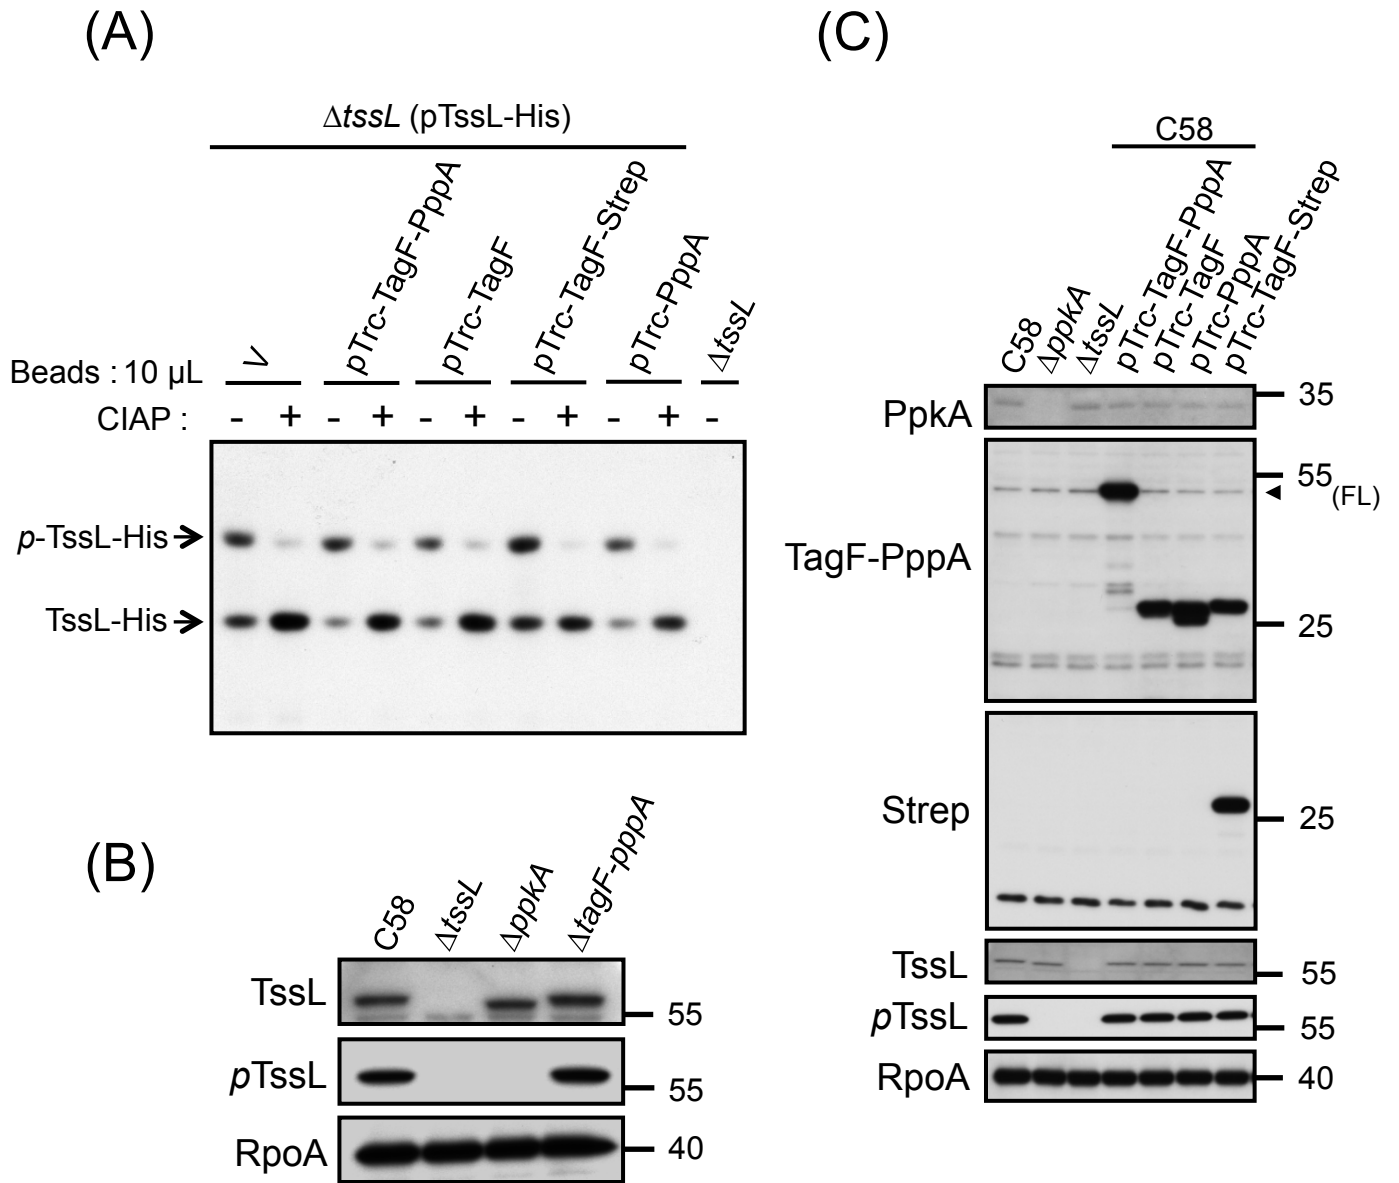 (A)
ΔtssL (pTssL-His)
V
pTrc-TagF-PppA
pTrc-TagF
pTrc-TagF-Strep
pTrc-PppA
ΔtssL
Beads : 10 µL
CIAP :
- + - + - + - + - + -
p-TssL-His
TssL-His
(B)
C58
ΔtssL
ΔppkA
ΔtagF-pppA
TssL
55
pTssL
55
RpoA
40
(C)
C58
C58
ΔppkA
ΔtssL
pTrc-TagF-PppA
pTrc-TagF
pTrc-PppA
pTrc-TagF-Strep
PpkA
35
55
(FL)
TagF-PppA
25
Strep
25
TssL
55
pTssL
55
RpoA
40